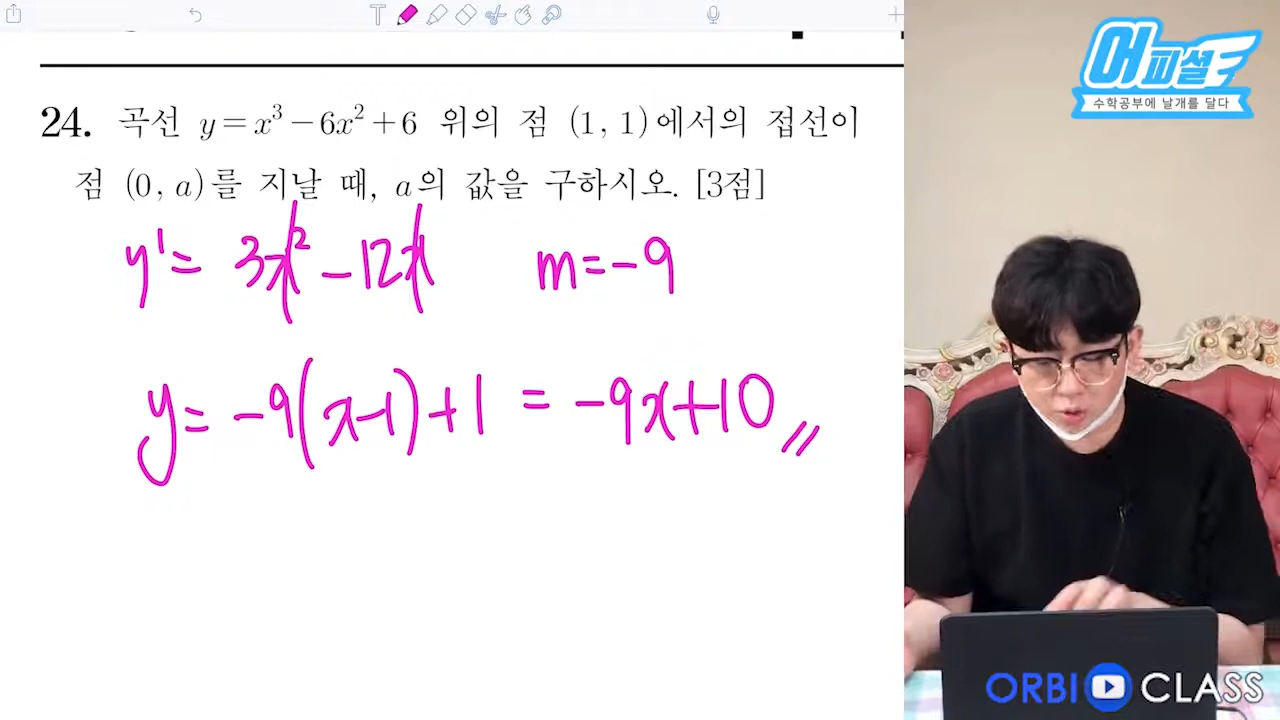 24. 곡선 y=x³-6x²+6 위의 점 (1, 1)에서의 접선이
점 (0, a)를 지날 때, a의 값을 구하시오. [3점]
y' = 3x² - 12x    m = -9
y = -9(x-1)+1 = -9x+10
어피셜
수학공부에 날개를 달다
ORBI CLASS